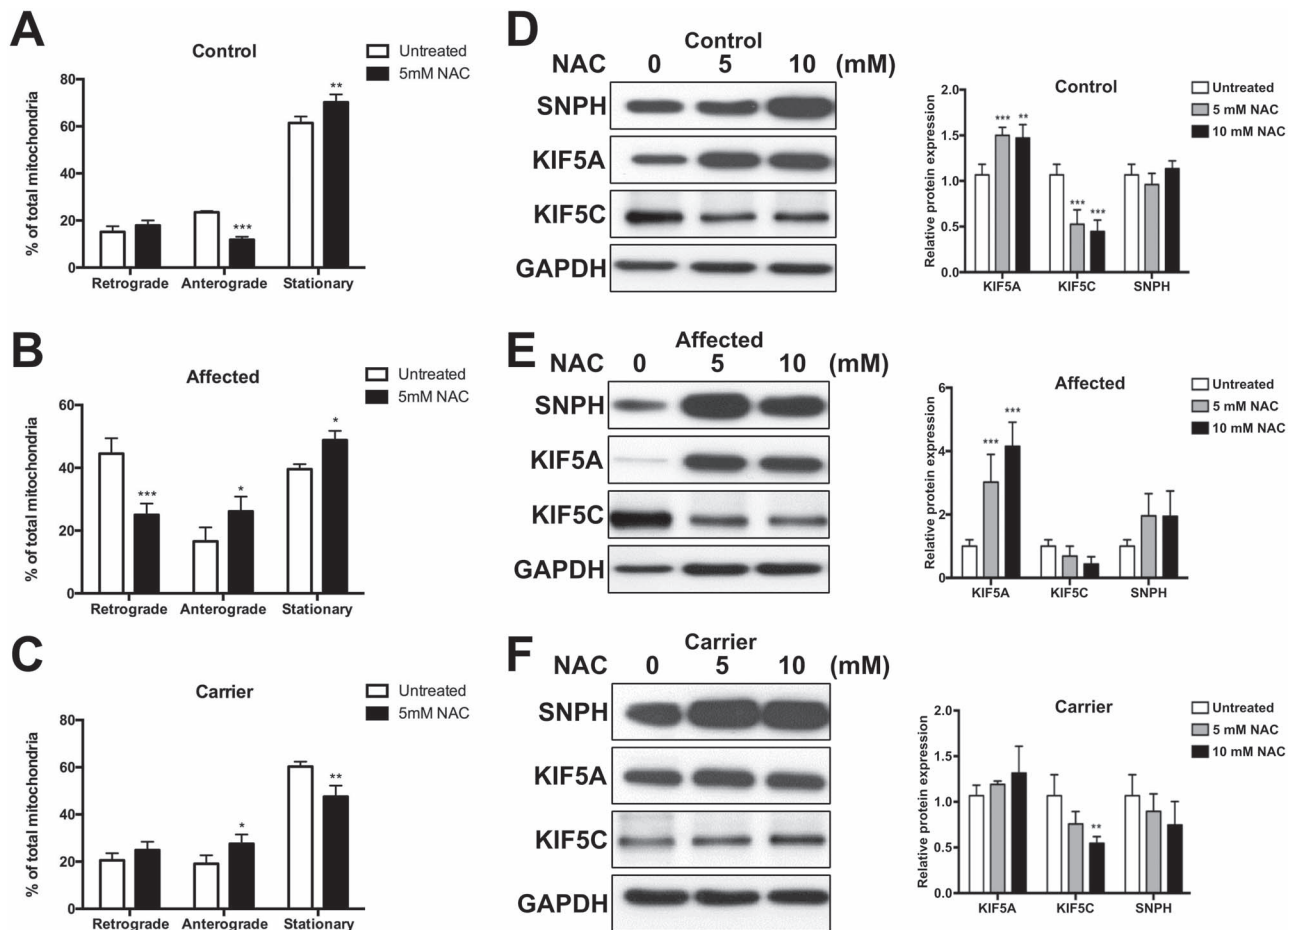 A
Control
Untreated
5mM NAC
% of total mitochondria
80
60
40
20
0
Retrograde Anterograde Stationary
***
**
B
Affected
Untreated
5mM NAC
% of total mitochondria
60
40
20
0
Retrograde Anterograde Stationary
***
*
*
C
Carrier
Untreated
5mM NAC
% of total mitochondria
80
60
40
20
0
Retrograde Anterograde Stationary
*
**
D
Control
NAC 0 5 10 (mM)
SNPH
KIF5A
KIF5C
GAPDH
Control
Untreated
5 mM NAC
10 mM NAC
Relative protein expression
2.0
1.5
1.0
0.5
0.0
*** **
*** ***
KIF5A KIF5C SNPH
E
Affected
NAC 0 5 10 (mM)
SNPH
KIF5A
KIF5C
GAPDH
Affected
Untreated
5 mM NAC
10 mM NAC
Relative protein expression
6
4
2
0
*** ***
KIF5A KIF5C SNPH
F
Carrier
NAC 0 5 10 (mM)
SNPH
KIF5A
KIF5C
GAPDH
Carrier
Untreated
5 mM NAC
10 mM NAC
Relative protein expression
2.0
1.5
1.0
0.5
0.0
**
KIF5A KIF5C SNPH